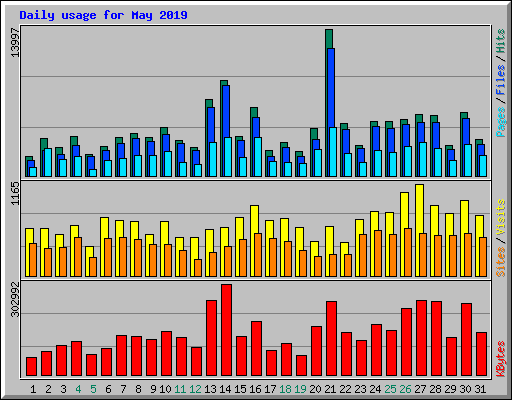 Daily usage for May 2019
13997
Pages / Files / Hits
1165
Sites / Visits
302992
KBytes
1 2 3 4 5 6 7 8 9 10 11 12 13 14 15 16 17 18 19 20 21 22 23 24 25 26 27 28 29 30 31